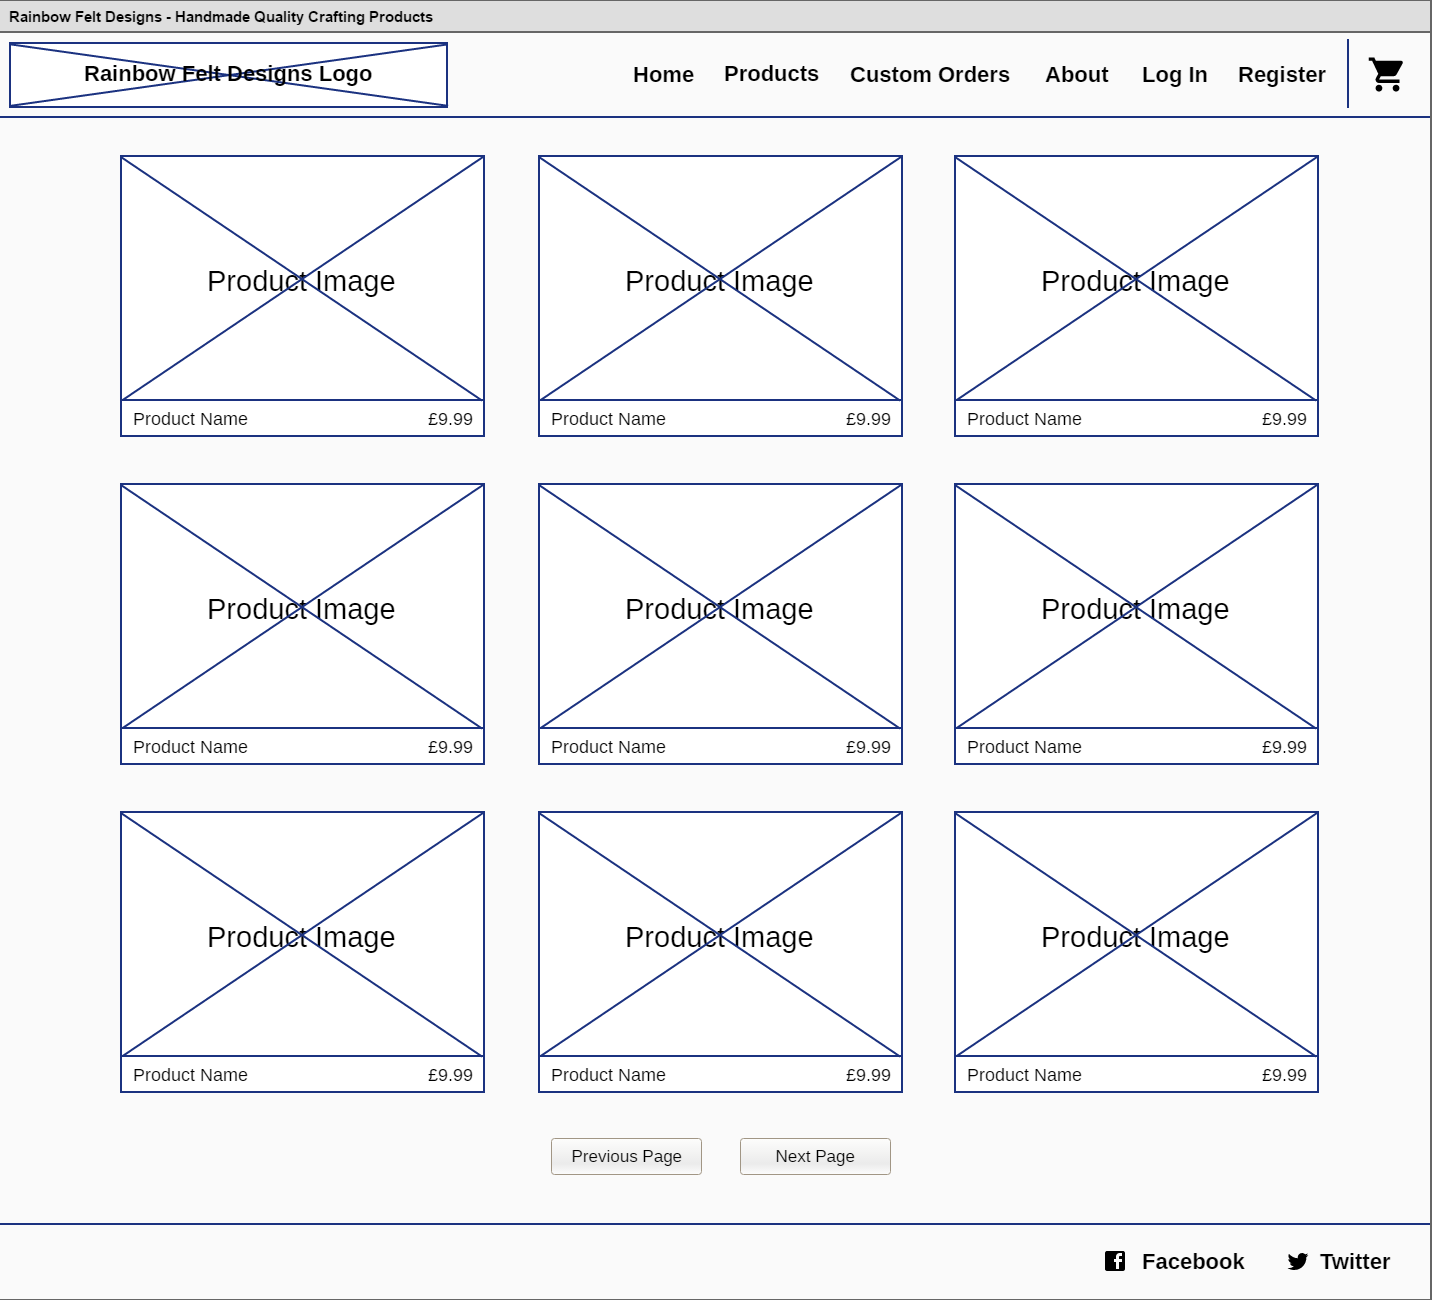 Rainbow Felt Designs - Handmade Quality Crafting Products
Rainbow Felt Designs Logo
Home Products Custom Orders About Log In Register
Product Image Product Image Product Image
Product Name £9.99 Product Name £9.99 Product Name £9.99
Product Image Product Image Product Image
Product Name £9.99 Product Name £9.99 Product Name £9.99
Product Image Product Image Product Image
Product Name £9.99 Product Name £9.99 Product Name £9.99
Previous Page Next Page
Facebook Twitter